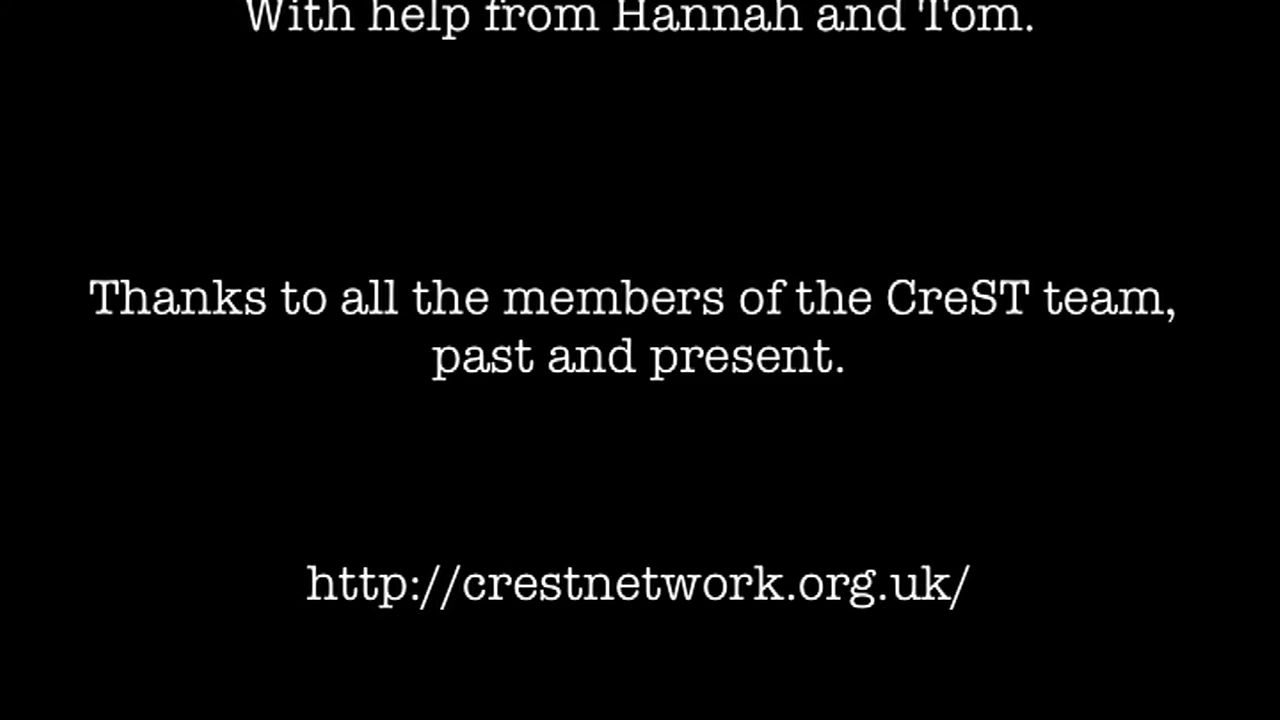 With help from Hannah and Tom.
Thanks to all the members of the CreST team,
past and present.
http://crestnetwork.org.uk/